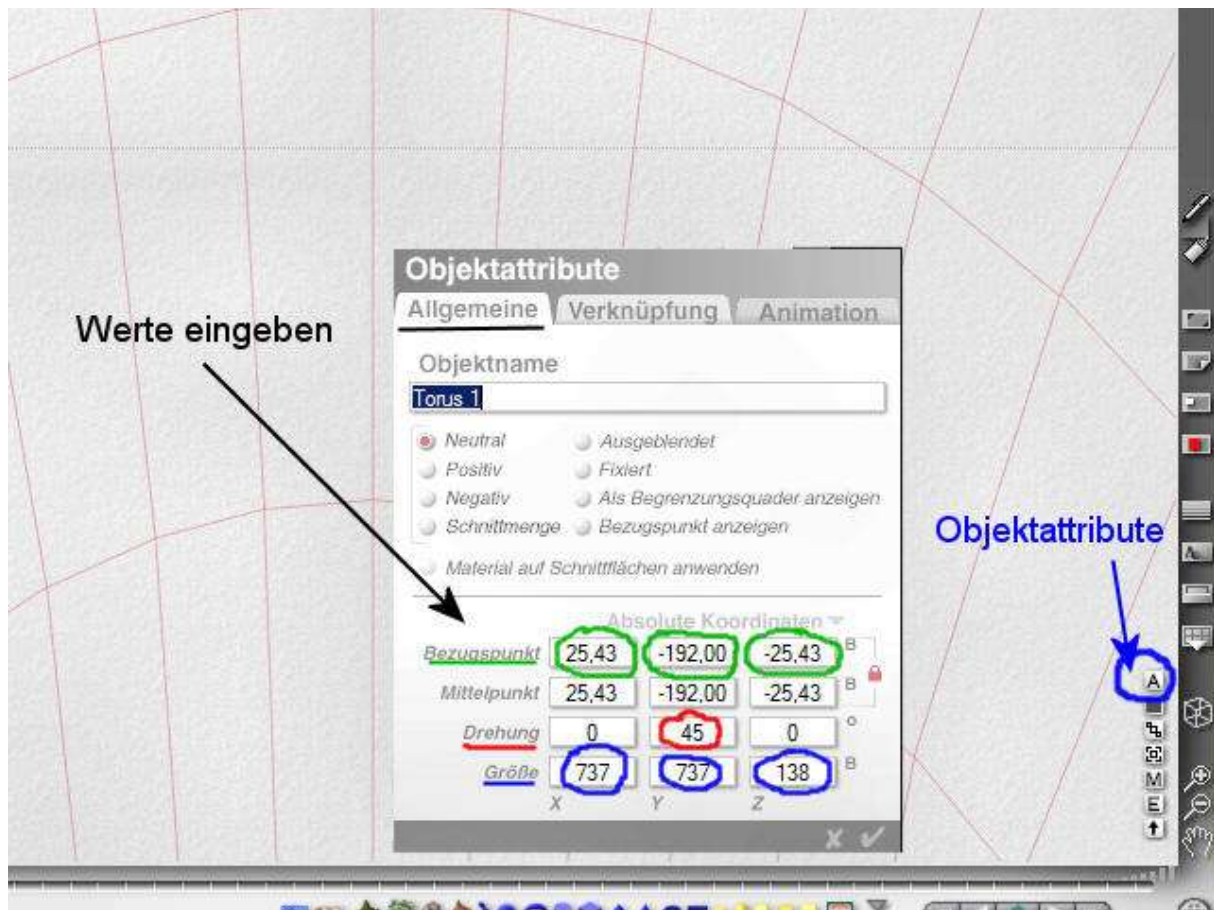 Objektattribute
Allgemeine Verknüpfung Animation
Werte eingeben
Objektname
Torus 1
Neutral Ausgeblendet
Positiv Fixiert
Negativ Als Begrenzungsquader anzeigen
Schnittmenge Bezugspunkt anzeigen
Objektattribute
Material auf Schnittflächen anwenden
Absolute Koordinaten
Bezugspunkt 25,43 -192,00 -25,43 B
Mittelpunkt 25,43 -192,00 -25,43 B
Drehung 0 45 0 °
Größe 737 737 138 B
X Y Z
A
M
E